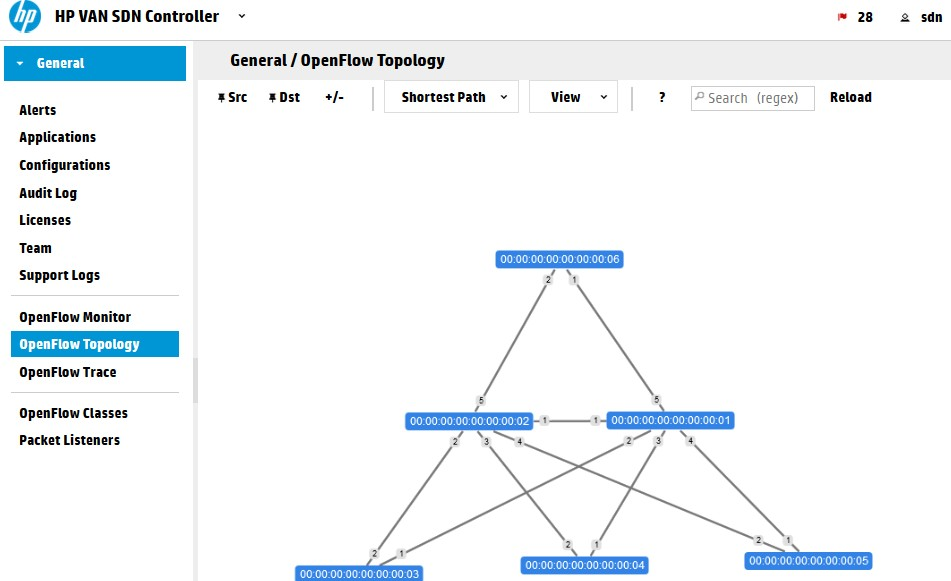 hp HP VAN SDN Controller 28 sdn
General
General / OpenFlow Topology
Src Dst +/- Shortest Path View ? Search (regex) Reload
Alerts
Applications
Configurations
Audit Log
Licenses
Team
Support Logs
OpenFlow Monitor
OpenFlow Topology
OpenFlow Trace
OpenFlow Classes
Packet Listeners
00:00:00:00:00:00:00:06
2 1
5 5
00:00:00:00:00:00:00:02 1 1 00:00:00:00:00:00:00:01
2 3 4 2 3 4
2 1 2 1 2 1
00:00:00:00:00:00:00:03 00:00:00:00:00:00:00:04 00:00:00:00:00:00:00:05